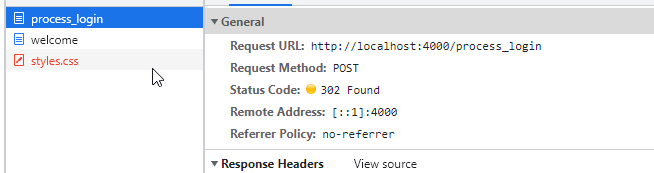 process_login
welcome
styles.css
General
Request URL: http://localhost:4000/process_login
Request Method: POST
Status Code: 302 Found
Remote Address: [::1]:4000
Referrer Policy: no-referrer
Response Headers View source